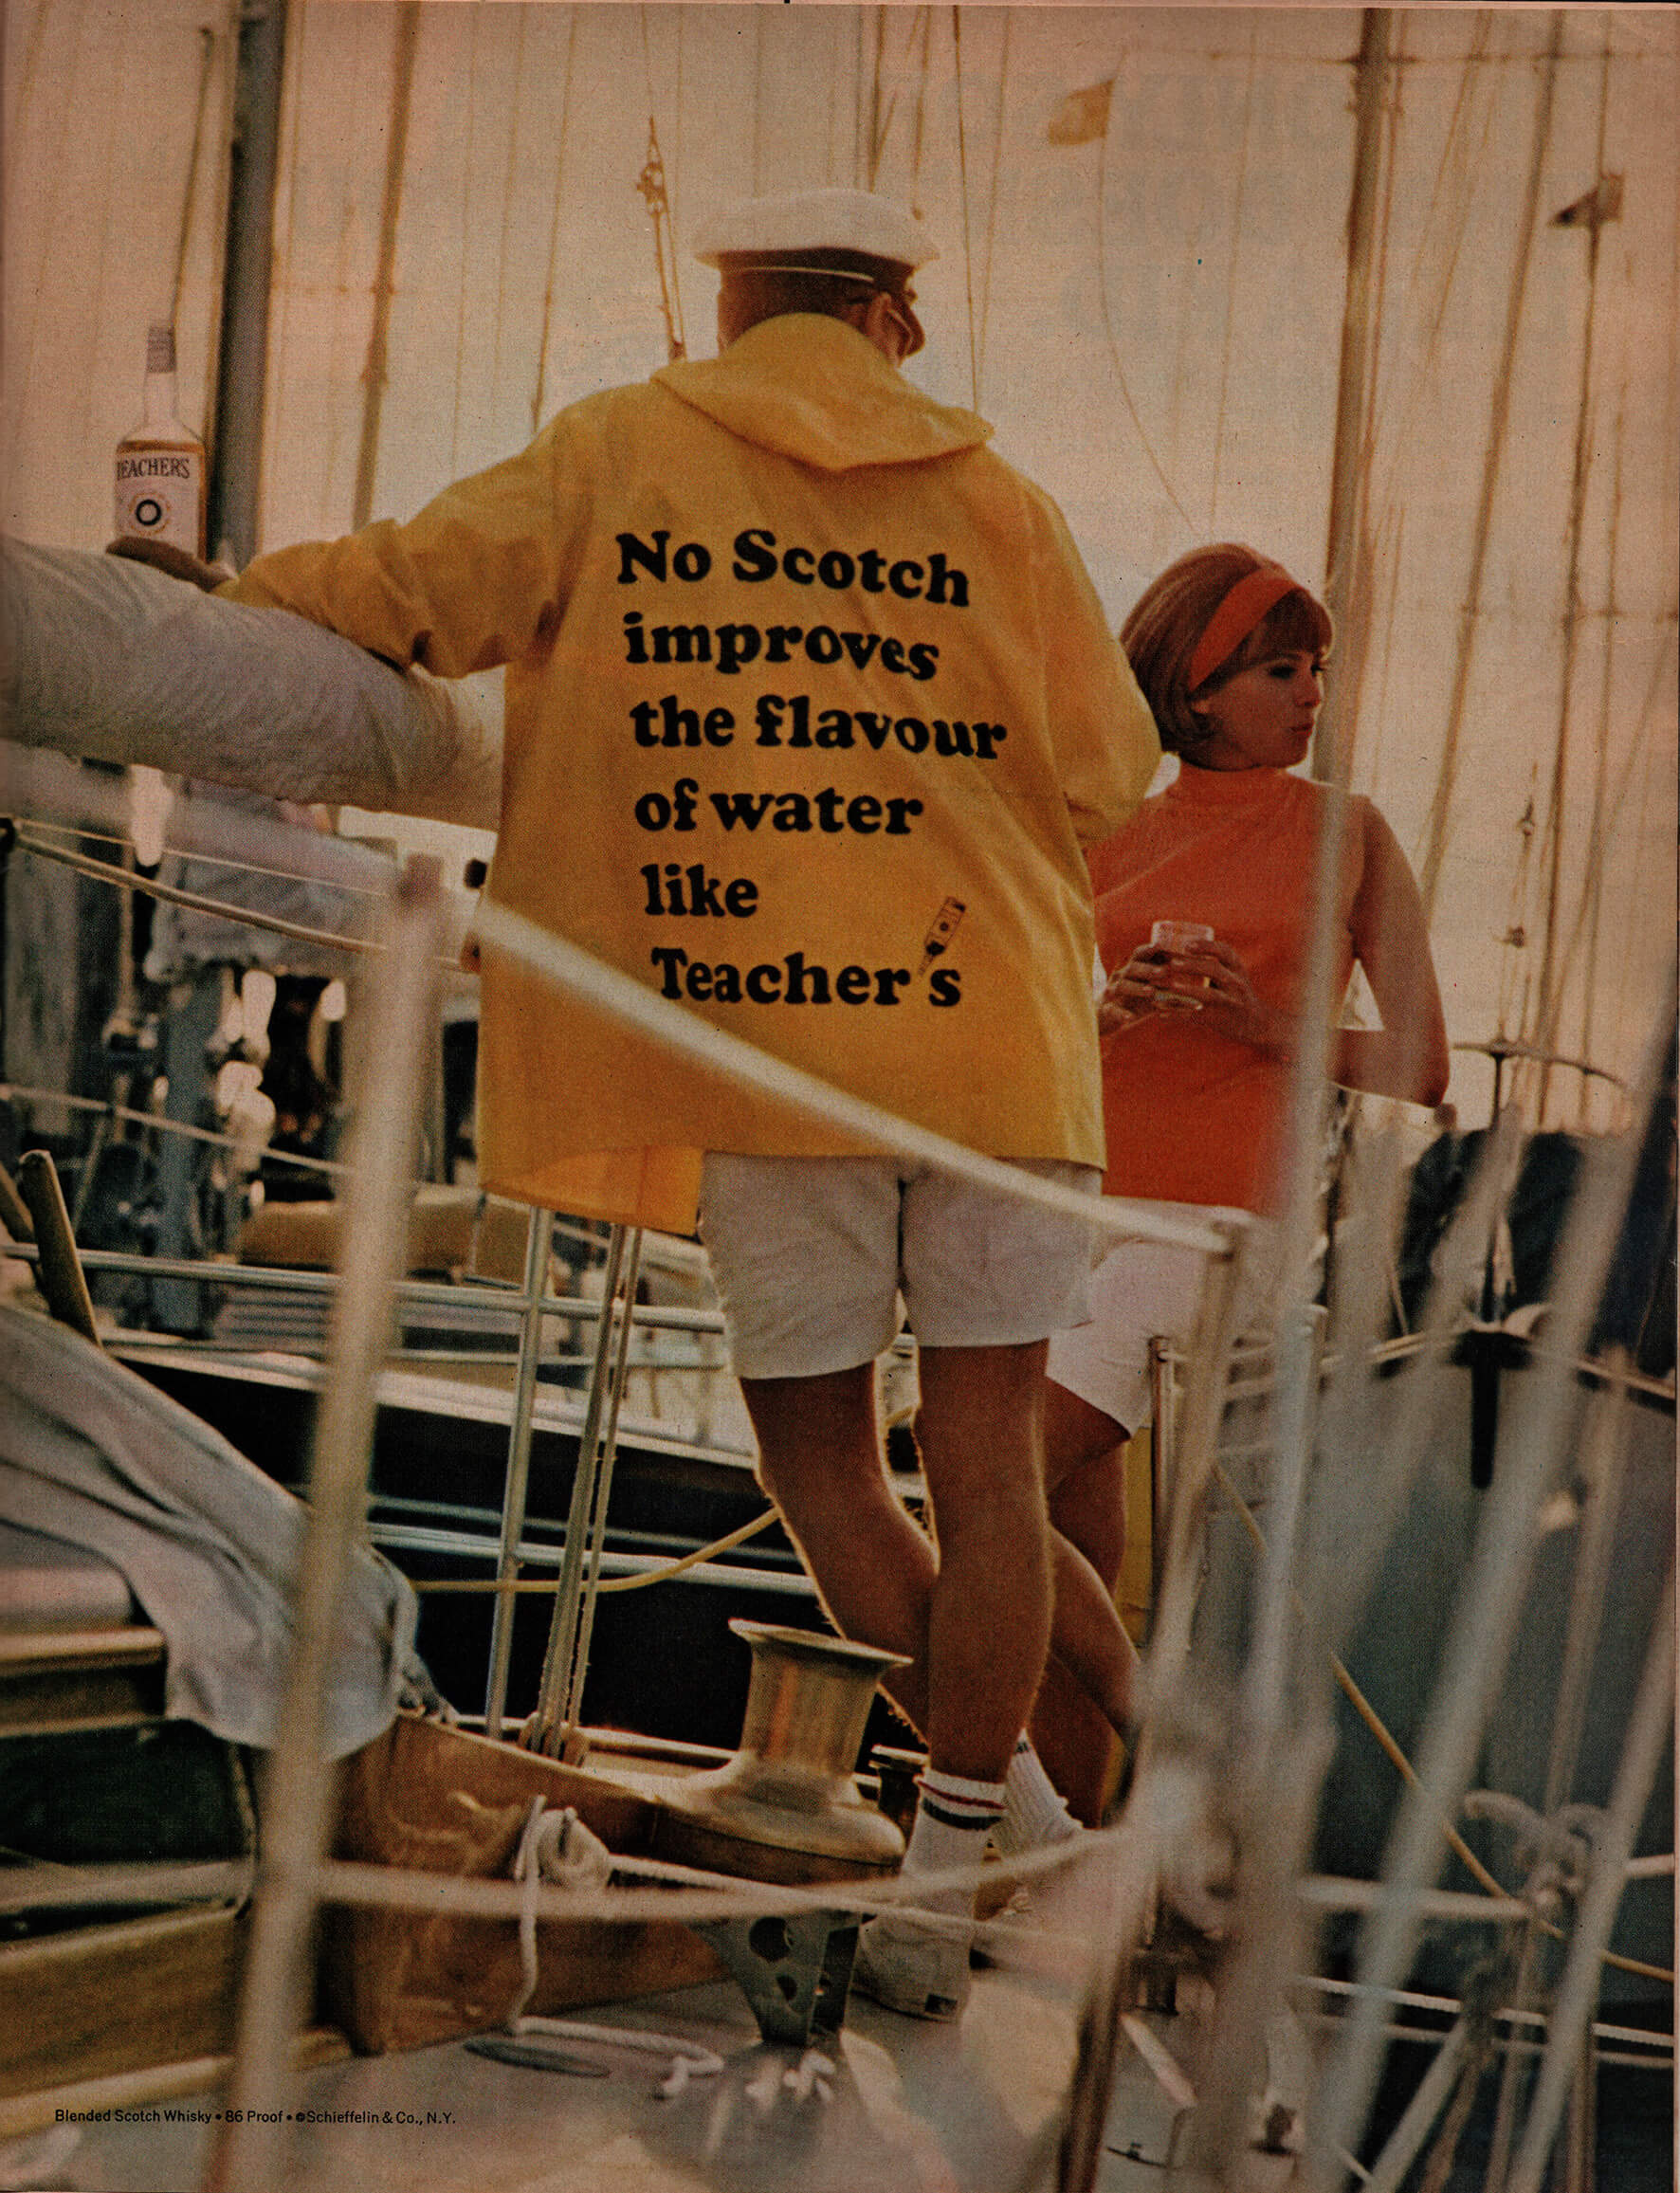 TEACHERS
No Scotch
improves
the flavour
of water
like
Teacher's
Blended Scotch Whisky • 86 Proof • © Schieffelin & Co., N.Y.